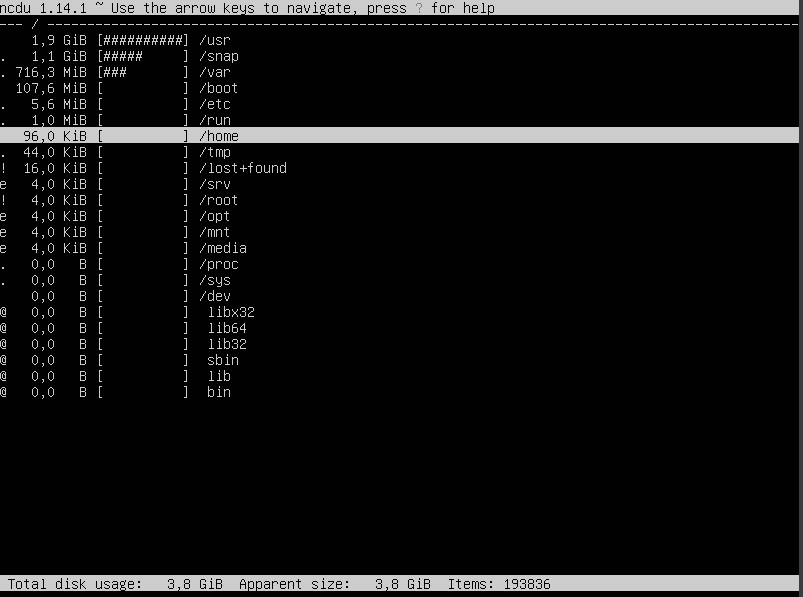 ncdu 1.14.1 ~ Use the arrow keys to navigate, press ? for help
--- / ----------------------------------------------------------------------------------------------
    1,9 GiB [##########] /usr
.   1,1 GiB [#####     ] /snap
. 716,3 MiB [###       ] /var
  107,6 MiB [          ] /boot
.   5,6 MiB [          ] /etc
.   1,0 MiB [          ] /run
   96,0 KiB [          ] /home
.  44,0 KiB [          ] /tmp
!  16,0 KiB [          ] /lost+found
e   4,0 KiB [          ] /srv
!   4,0 KiB [          ] /root
e   4,0 KiB [          ] /opt
e   4,0 KiB [          ] /mnt
e   4,0 KiB [          ] /media
.   0,0   B [          ] /proc
.   0,0   B [          ] /sys
    0,0   B [          ] /dev
@   0,0   B [          ]  libx32
@   0,0   B [          ]  lib64
@   0,0   B [          ]  lib32
@   0,0   B [          ]  sbin
@   0,0   B [          ]  lib
@   0,0   B [          ]  bin
Total disk usage:   3,8 GiB  Apparent size:   3,8 GiB  Items: 193836